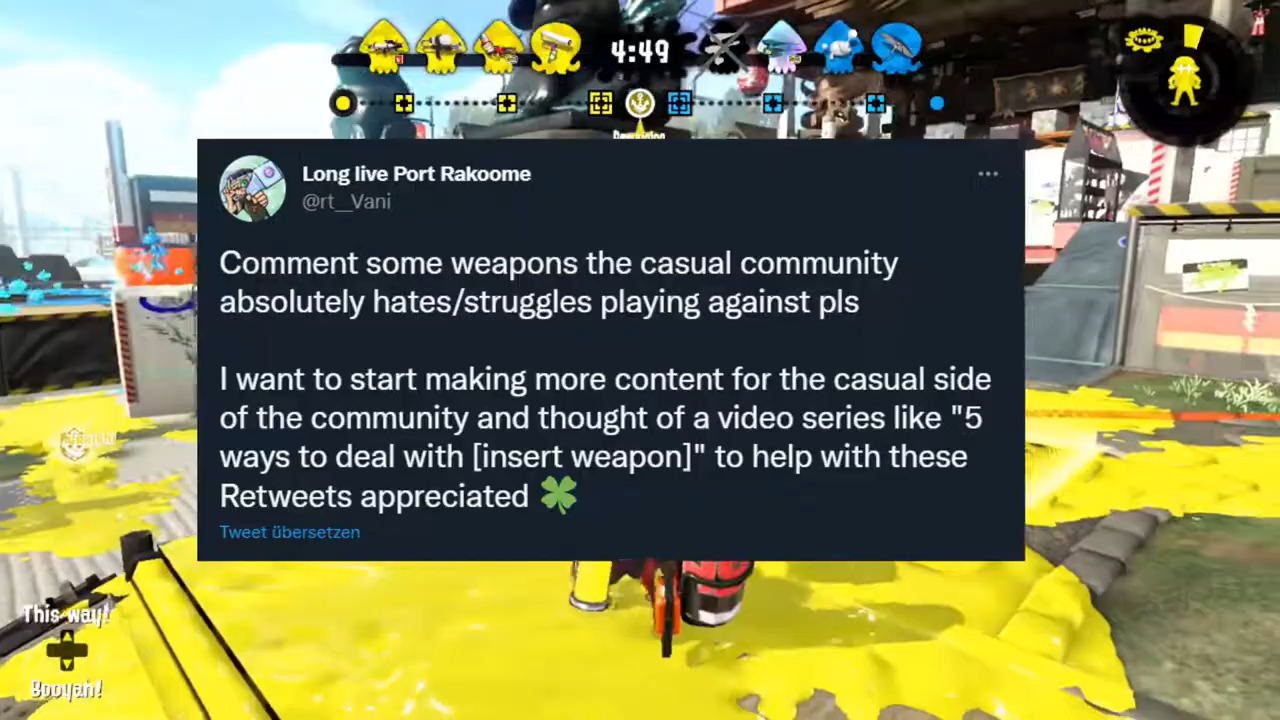 4:49
Long live Port Rakoome
@rt__Vani
Comment some weapons the casual community
absolutely hates/struggles playing against pls
I want to start making more content for the casual side
of the community and thought of a video series like "5
ways to deal with [insert weapon]" to help with these
Retweets appreciated 🍀
Tweet übersetzen
This way!
Booyah!